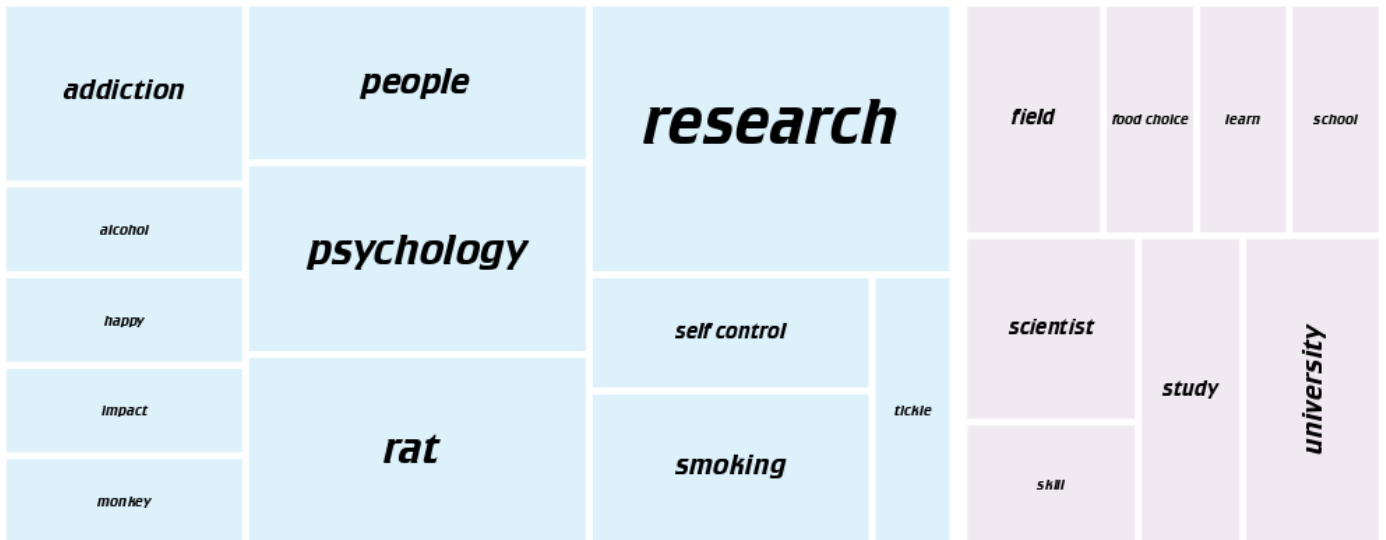 addiction
alcohol
happy
impact
monkey
people
psychology
rat
research
self control
smoking
tickle
field
food choice
learn
school
scientist
skill
study
university